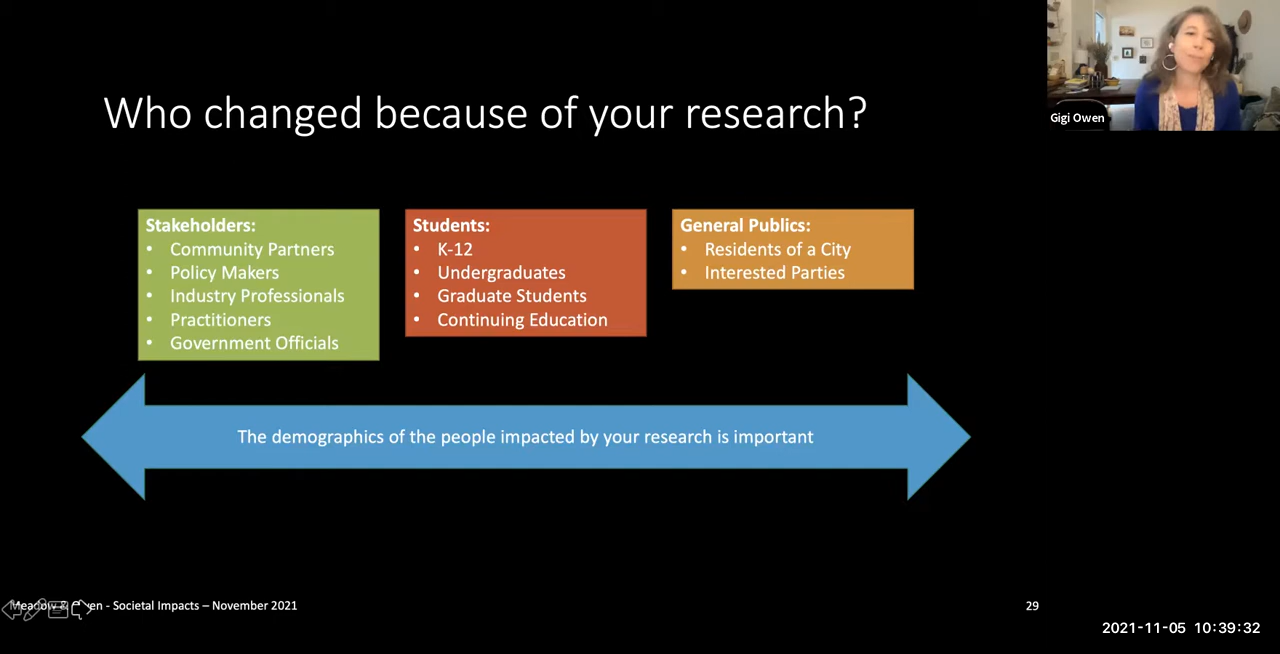 Who changed because of your research?
Gigi Owen
Stakeholders:
• Community Partners
• Policy Makers
• Industry Professionals
• Practitioners
• Government Officials
Students:
• K-12
• Undergraduates
• Graduate Students
• Continuing Education
General Publics:
• Residents of a City
• Interested Parties
The demographics of the people impacted by your research is important
Meadow & Owen - Societal Impacts – November 2021
29
2021-11-05 10:39:32